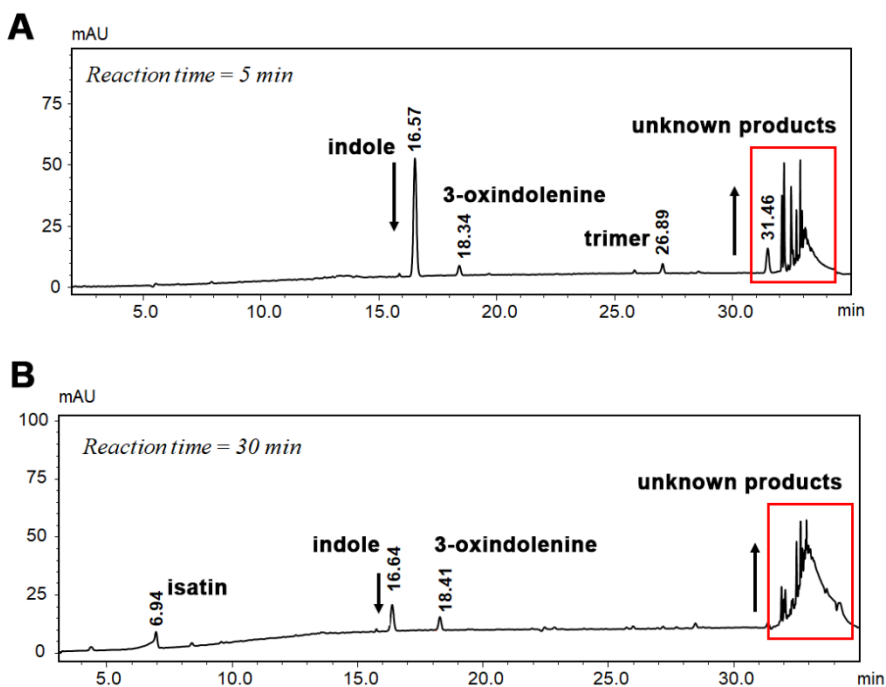 A
mAU
Reaction time = 5 min
75
50
25
0
indole
16.57
3-oxindolenine
18.34
trimer
26.89
unknown products
31.46
5.0 10.0 15.0 20.0 25.0 30.0 min
B
mAU
100
Reaction time = 30 min
75
50
25
0
6.94
isatin
indole
16.64
3-oxindolenine
18.41
unknown products
5.0 10.0 15.0 20.0 25.0 30.0 min